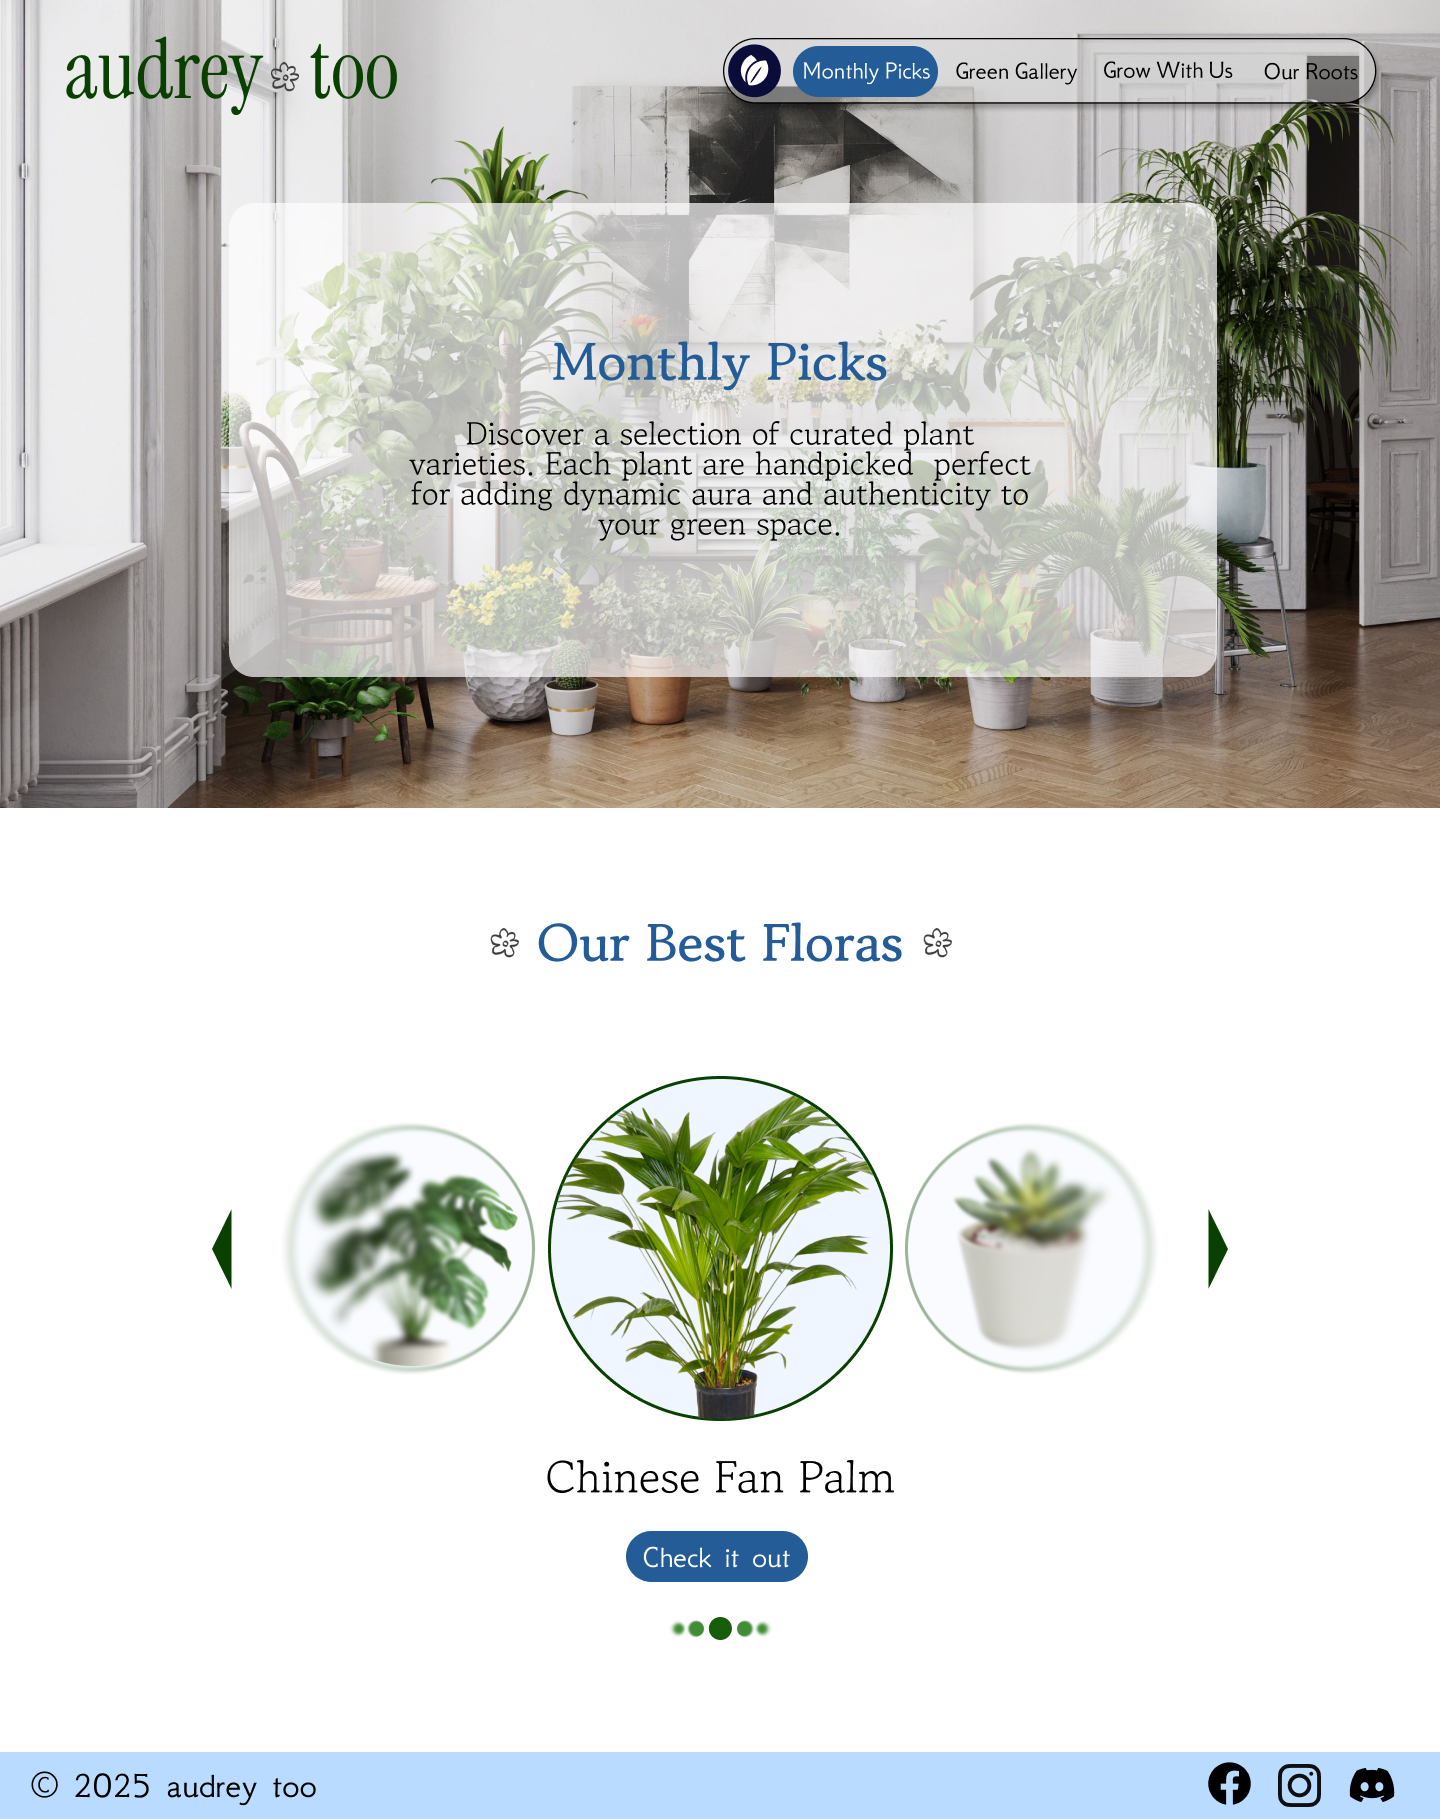 audrey too
Monthly Picks
Green Gallery
Grow With Us
Our Roots
Monthly Picks
Discover a selection of curated plant
varieties. Each plant are handpicked  perfect
for adding dynamic aura and authenticity to
your green space.
Our Best Floras
Chinese Fan Palm
Check it out
© 2025 audrey too